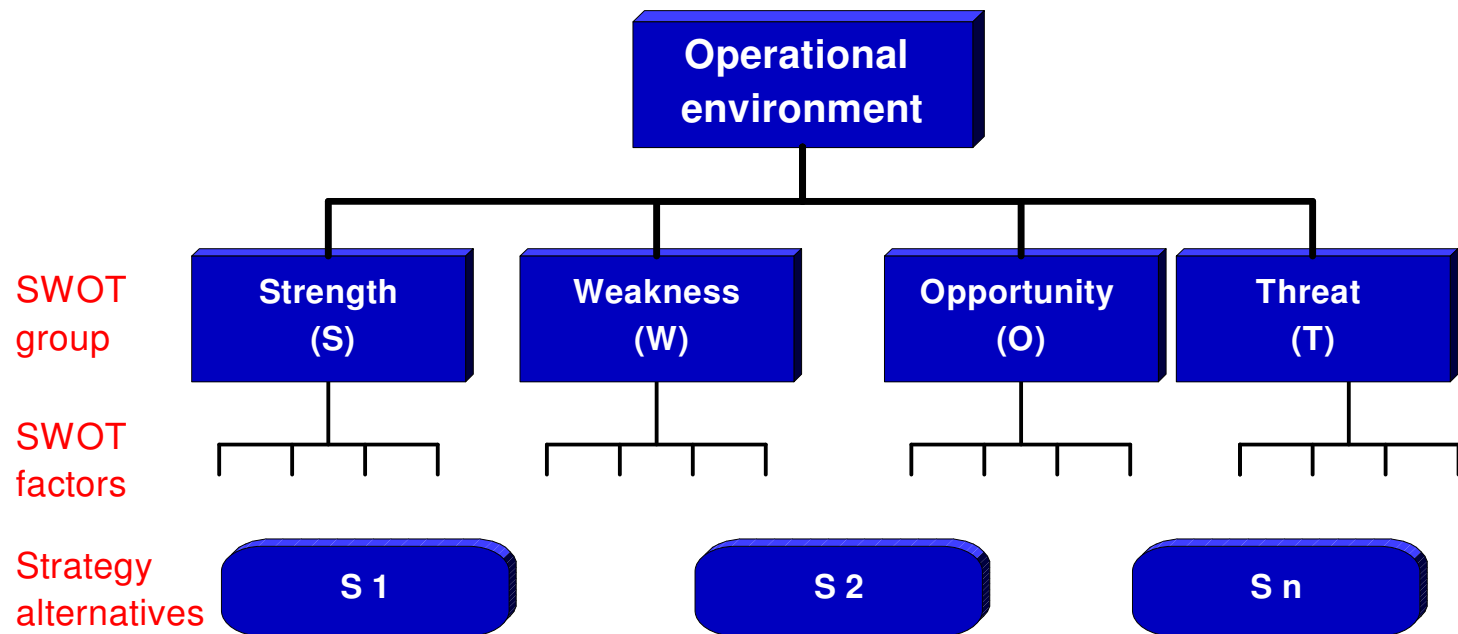 Operational
environment
SWOT
group
Strength
(S)
Weakness
(W)
Opportunity
(O)
Threat
(T)
SWOT
factors
Strategy
alternatives
S 1
S 2
S n